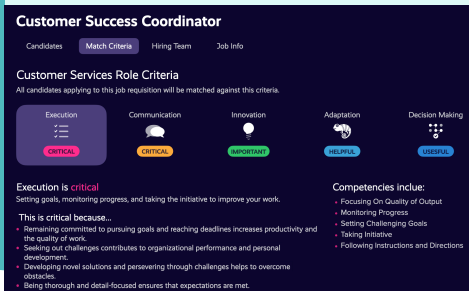 Customer Success Coordinator
Candidates Match Criteria Hiring Team Job Info
Customer Services Role Criteria
All candidates applying to this job requisition will be matched against this criteria.
Execution Communication Innovation Adaptation Decision Making
CRITICAL CRITICAL IMPORTANT HELPFUL USESFUL
Execution is critical
Setting goals, monitoring progress, and taking the initiative to improve your work.
This is critical because...
Remaining committed to pursuing goals and reaching deadlines increases productivity and
the quality of work.
Seeking out challenges contributes to organizational performance and personal
development.
Developing novel solutions and persevering through challenges helps to overcome
obstacles.
Being thorough and detail-focused ensures that expectations are met.
Competencies inclue:
Focusing On Quality of Output
Monitoring Progress
Setting Challenging Goals
Taking Initiative
Following Instructions and Directions